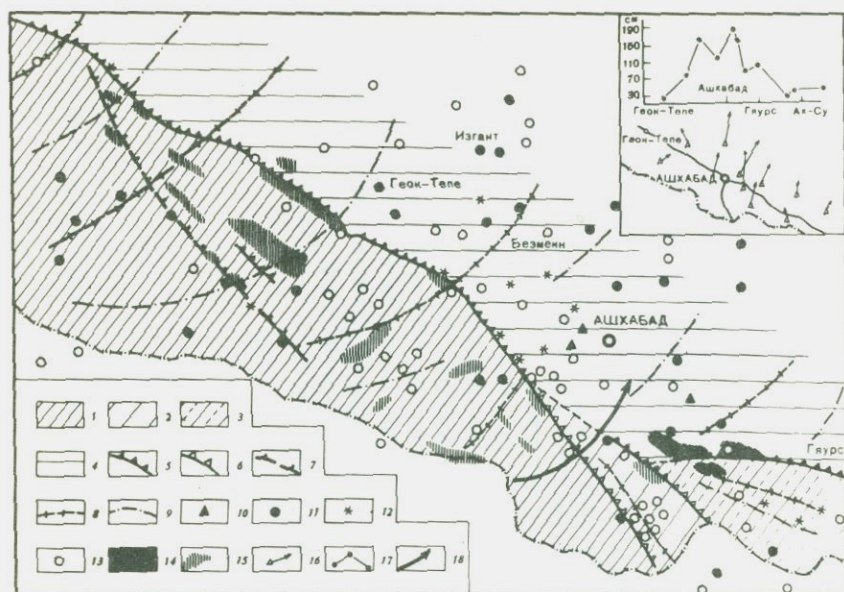 см
190
150
110
70
30
Ашхабад
Геок-Тепе Гяурс Ак-Су
Геок-Тепе
АШХАБАД
Изгант
Геок-Тепе
Безмеин
АШХАБАД
Гяурс
1 2 3
4 5 6 7
8 9 10 11 12
13 14 15 16 17 18